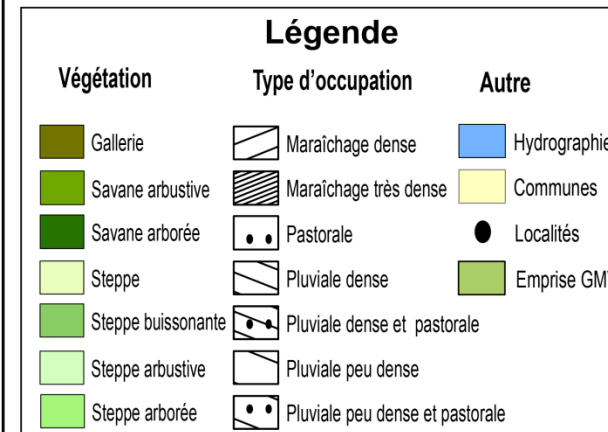 Légende
Végétation
Gallerie
Savane arbustive
Savane arborée
Steppe
Steppe buissonante
Steppe arbustive
Steppe arborée
Type d'occupation
Maraîchage dense
Maraîchage très dense
Pastorale
Pluviale dense
Pluviale dense et pastorale
Pluviale peu dense
Pluviale peu dense et pastorale
Autre
Hydrographie
Communes
Localités
Emprise